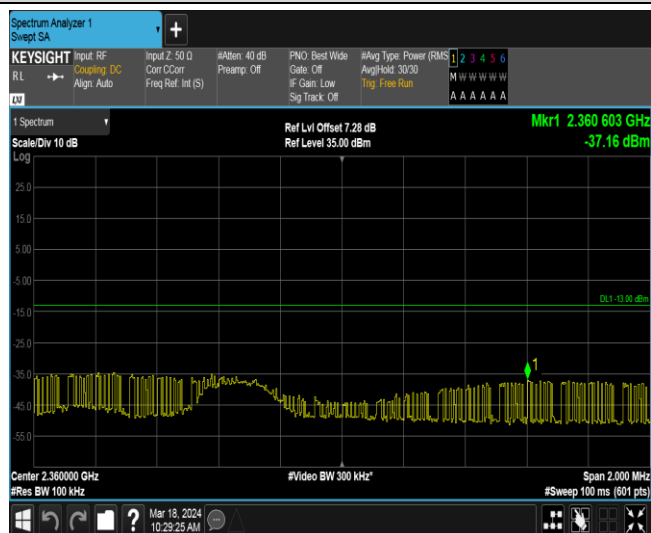 Spectrum Analyzer 1
Swept SA
+
KEYSIGHT
RL
LXI
Input: RF
Coupling: DC
Align: Auto
Input Z: 50 Ω
Corr CCorr
Freq Ref: Int (S)
#Atten: 40 dB
Preamp: Off
PNO: Best Wide
Gate: Off
IF Gain: Low
Sig Track: Off
#Avg Type: Power (RMS
Avg|Hold: 30/30
Trig: Free Run
1 2 3 4 5 6
M W W W W W
A A A A A A
1 Spectrum
Scale/Div 10 dB
Ref Lvl Offset 7.28 dB
Ref Level 35.00 dBm
Mkr1 2.360 603 GHz
-37.16 dBm
Log
25.0
15.0
5.00
-5.00
DL1 -13.00 dBm
-15.0
-25.0
-35.0
1
-45.0
-55.0
Center 2.360000 GHz
#Video BW 300 kHz*
Span 2.000 MHz
#Res BW 100 kHz
#Sweep 100 ms (601 pts)
?
Mar 18, 2024
10:29:25 AM